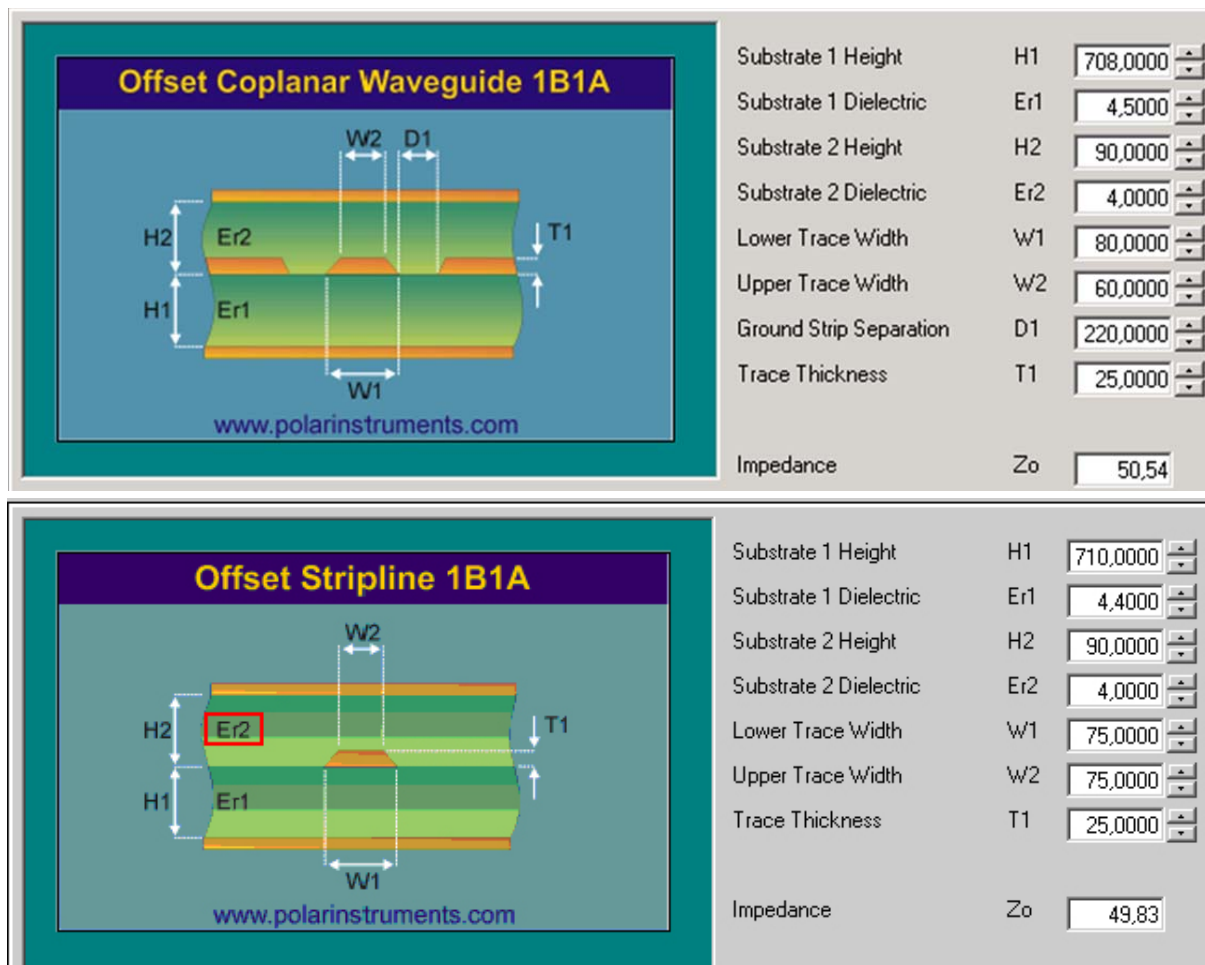 Offset Coplanar Waveguide 1B1A
W2 D1
H2 Er2 T1
H1 Er1
W1
www.polarinstruments.com
Substrate 1 Height H1 708,0000
Substrate 1 Dielectric Er1 4,5000
Substrate 2 Height H2 90,0000
Substrate 2 Dielectric Er2 4,0000
Lower Trace Width W1 80,0000
Upper Trace Width W2 60,0000
Ground Strip Separation D1 220,0000
Trace Thickness T1 25,0000
Impedance Zo 50,54
Offset Stripline 1B1A
W2
H2 Er2 T1
H1 Er1
W1
www.polarinstruments.com
Substrate 1 Height H1 710,0000
Substrate 1 Dielectric Er1 4,4000
Substrate 2 Height H2 90,0000
Substrate 2 Dielectric Er2 4,0000
Lower Trace Width W1 75,0000
Upper Trace Width W2 75,0000
Trace Thickness T1 25,0000
Impedance Zo 49,83